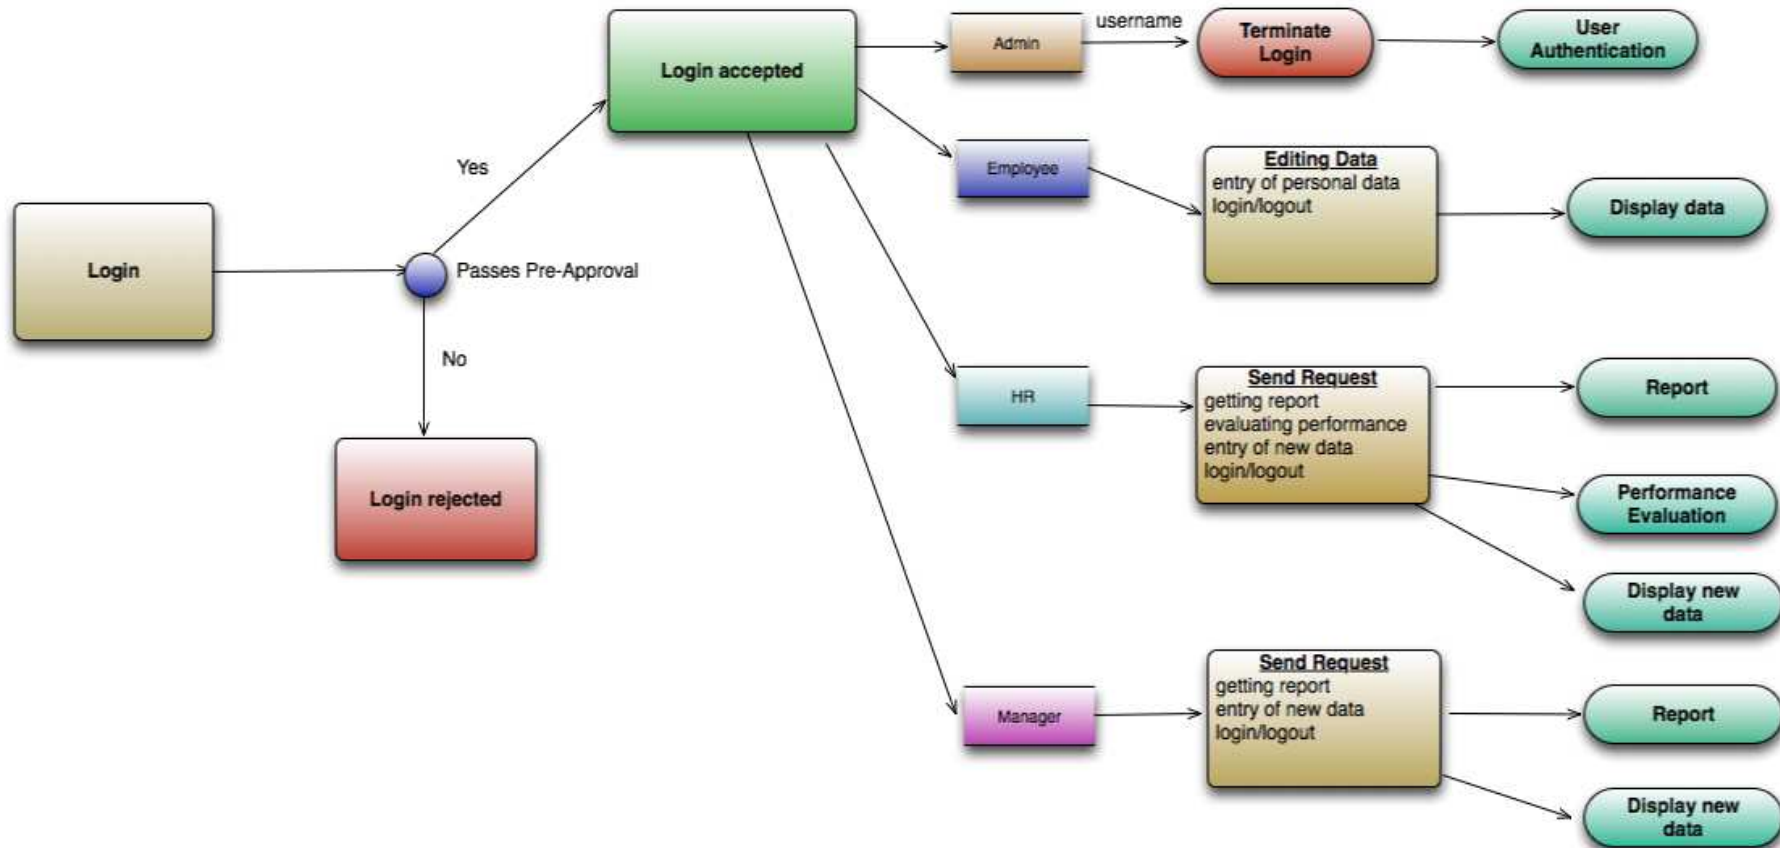 Login
Passes Pre-Approval
Yes
No
Login rejected
Login accepted
Admin
username
Terminate
Login
User
Authentication
Employee
Editing Data
entry of personal data
login/logout
Display data
HR
Send Request
getting report
evaluating performance
entry of new data
login/logout
Report
Performance
Evaluation
Display new
data
Manager
Send Request
getting report
entry of new data
login/logout
Report
Display new
data